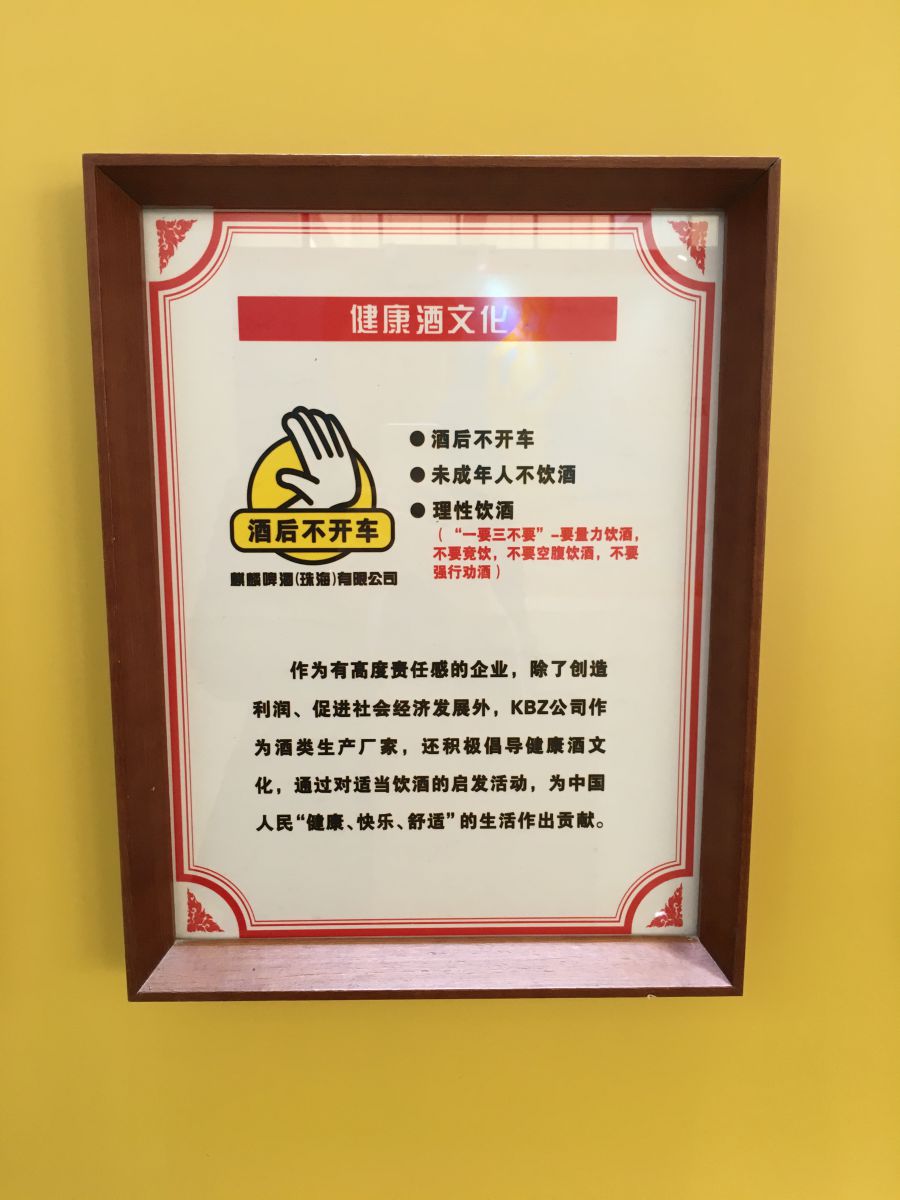 健康酒文化
●酒后不开车
●未成年人不饮酒
●理性饮酒
（“一要三不要”-要量力饮酒，
不要竞饮，不要空腹饮酒，不要
强行劝酒）
酒后不开车
麒麟啤酒(珠海)有限公司
作为有高度责任感的企业，除了创造
利润、促进社会经济发展外，KBZ公司作
为酒类生产厂家，还积极倡导健康酒文
化，通过对适当饮酒的启发活动，为中国
人民“健康、快乐、舒适”的生活作出贡献。